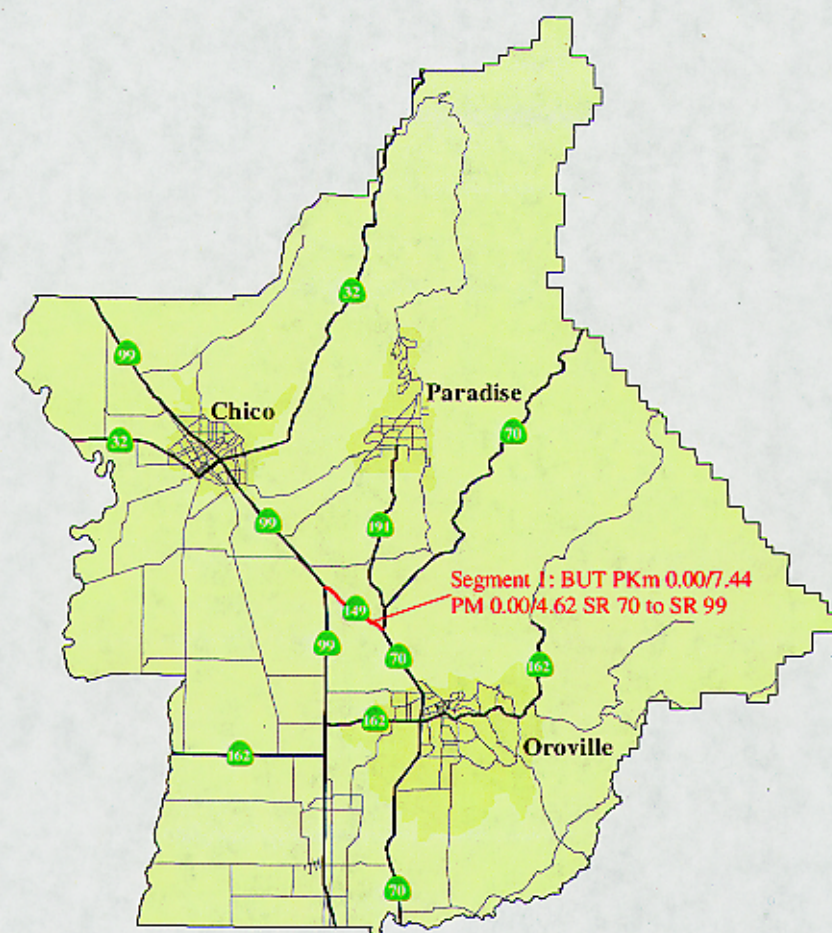 32
99
Chico
Paradise
32
70
99
191
Segment 1: BUT PKm 0.00/7.44
PM 0.00/4.62 SR 70 to SR 99
149
99
70
162
162
Oroville
162
70